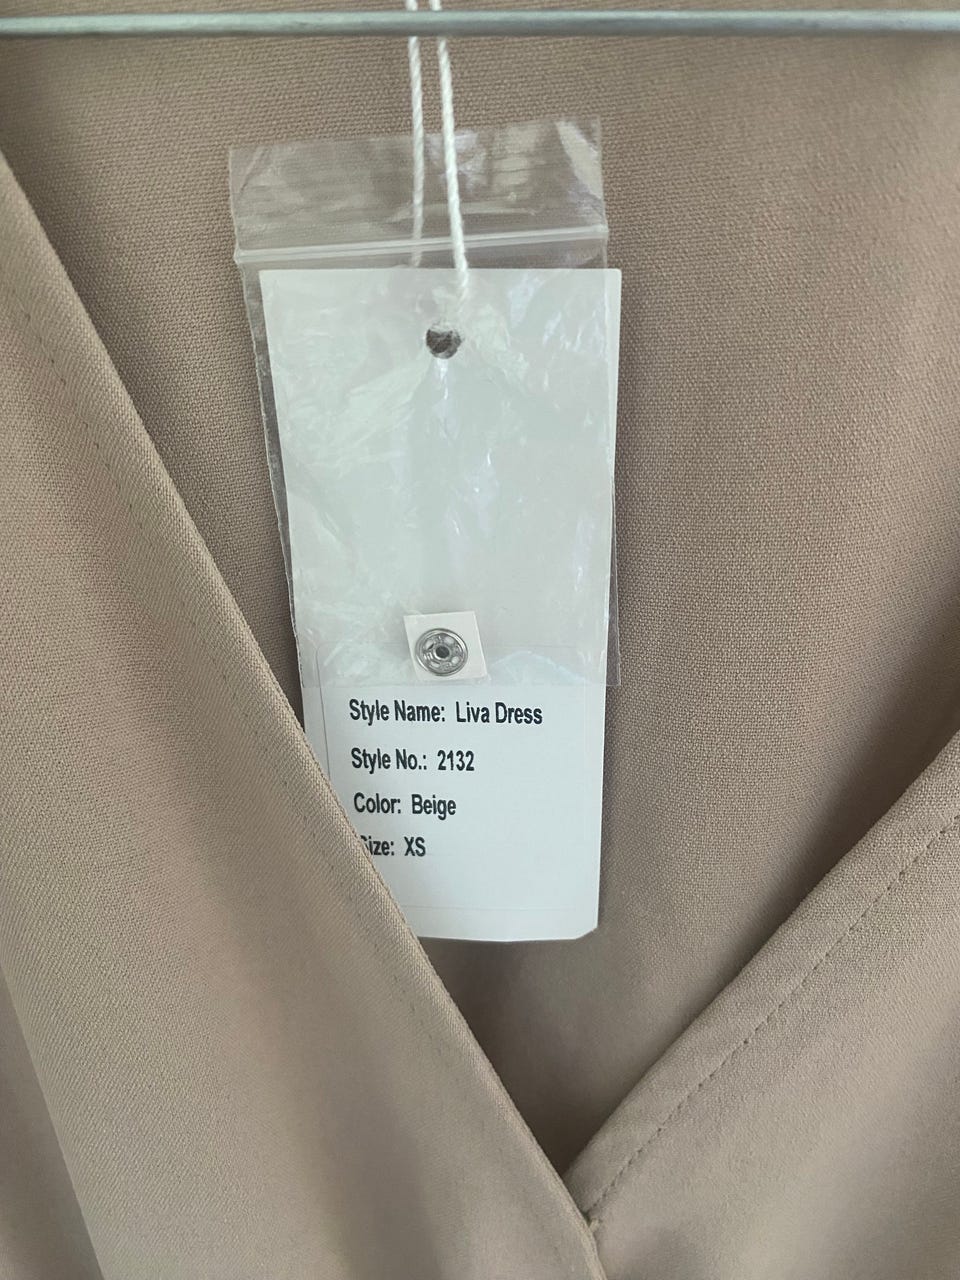 Style Name: Liva Dress
Style No.: 2132
Color: Beige
Size: XS